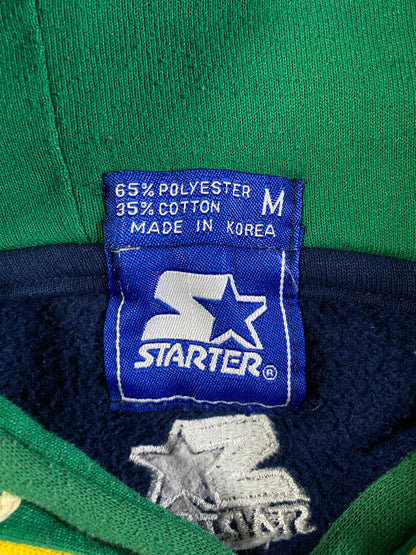 65% POLYESTER M
35% COTTON
MADE IN KOREA
STARTER®